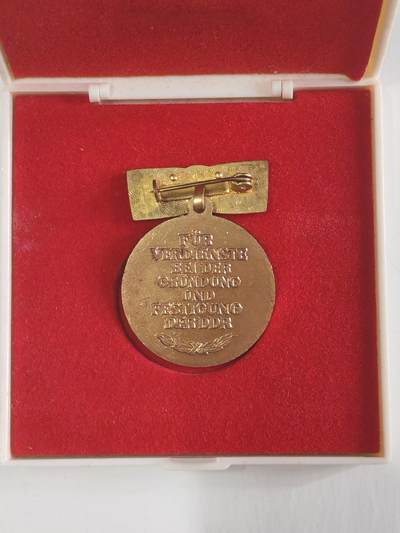 FÜR
VERDIENSTE
BEI DER
GRÜNDUNG
UND
FESTIGUNG
DER DDR